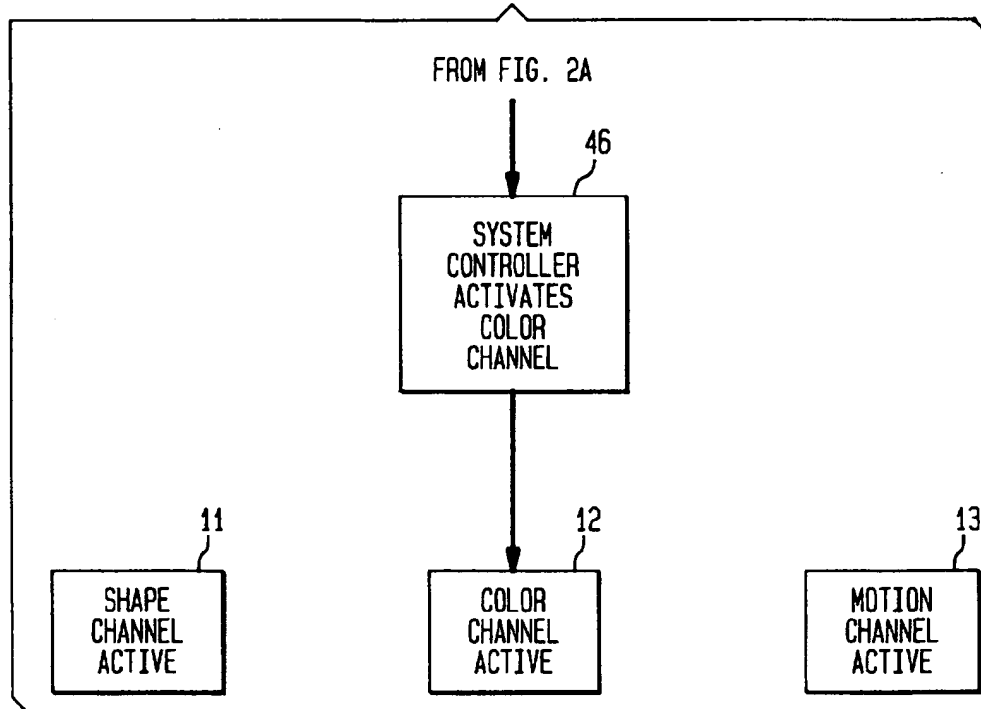 FROM FIG. 2A
46
SYSTEM
CONTROLLER
ACTIVATES
COLOR
CHANNEL
11
12
13
SHAPE
CHANNEL
ACTIVE
COLOR
CHANNEL
ACTIVE
MOTION
CHANNEL
ACTIVE